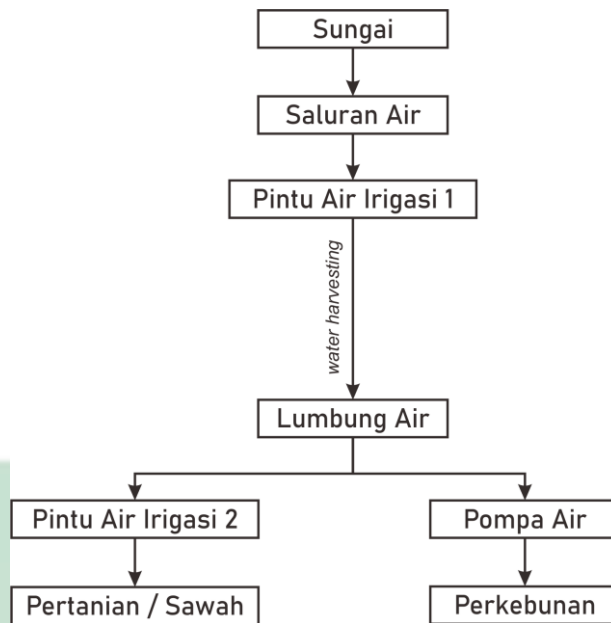 Sungai
Saluran Air
Pintu Air Irigasi 1
water harvesting
Lumbung Air
Pintu Air Irigasi 2
Pompa Air
Pertanian / Sawah
Perkebunan